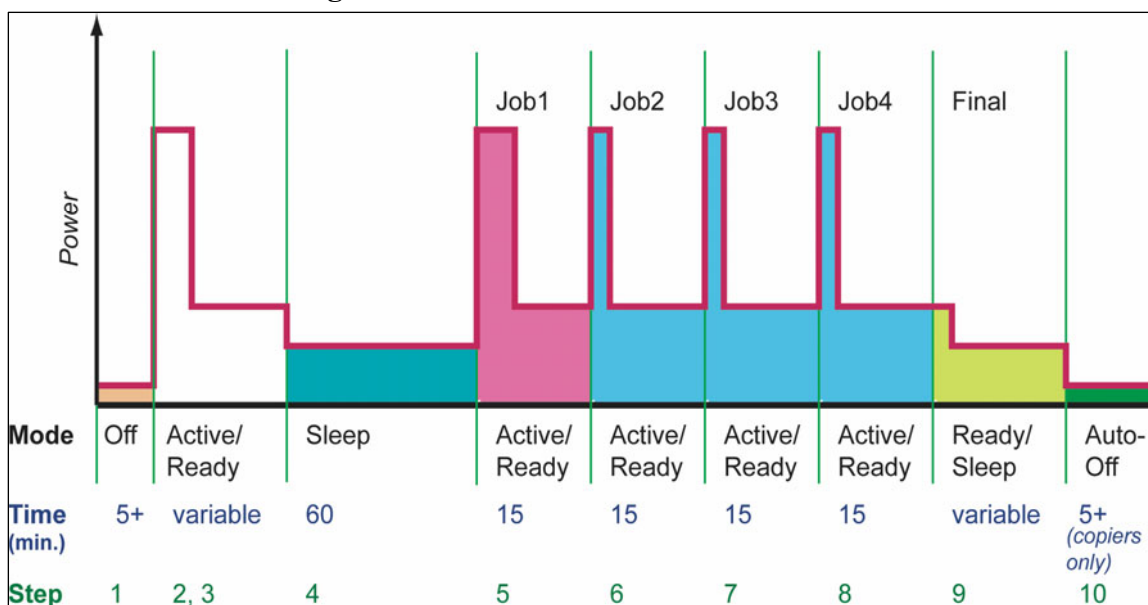 Job1 Job2 Job3 Job4 Final
Power
Mode Off Active/ Sleep Active/ Active/ Active/ Active/ Ready/ Auto-
Ready Ready Ready Ready Ready Sleep Off
Time 5+ variable 60 15 15 15 15 variable 5+
(min.) (copiers
only)
Step 1 2, 3 4 5 6 7 8 9 10